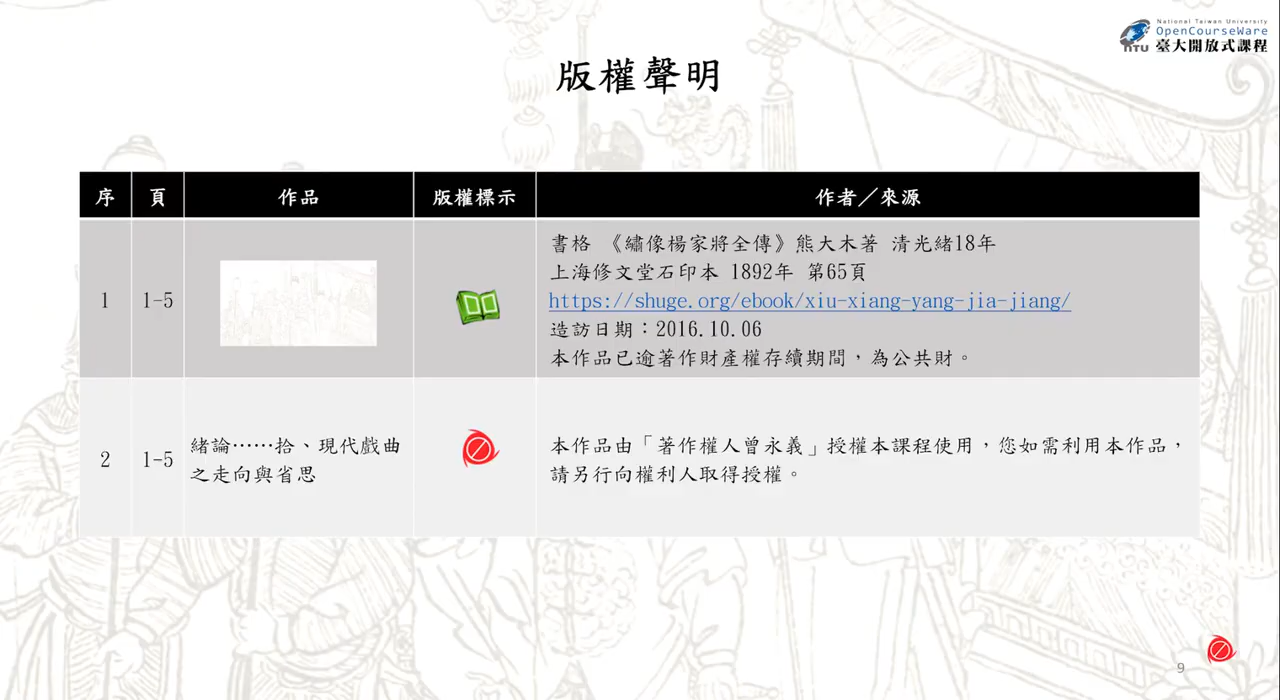 National Taiwan University
OpenCourseWare
NTU 臺大開放式課程
版權聲明
序 頁 作品 版權標示 作者／來源
1 1-5
書格 《繡像楊家將全傳》熊大木著 清光緒18年
上海修文堂石印本 1892年 第65頁
https://shuge.org/ebook/xiu-xiang-yang-jia-jiang/
造訪日期：2016.10.06
本作品已逾著作財產權存續期間，為公共財。
2 1-5
緒論……拾、現代戲曲
之走向與省思
本作品由「著作權人曾永義」授權本課程使用，您如需利用本作品，
請另行向權利人取得授權。
9